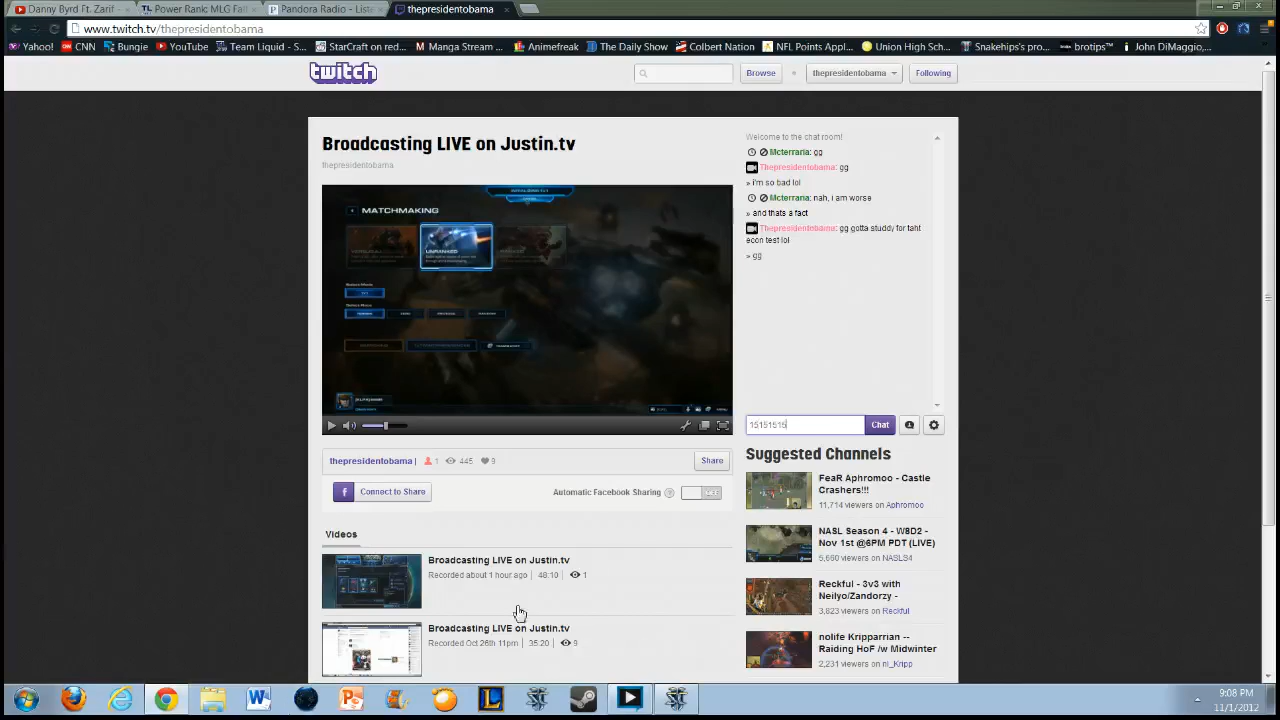 Danny Byrd Ft. Zarif -
Power Rank: MLG Fall
Pandora Radio - Liste
thepresidentobama
www.twitch.tv/thepresidentobama
Yahoo!
CNN
Bungie
YouTube
Team Liquid - S...
StarCraft on red...
Manga Stream ...
Animefreak
The Daily Show
Colbert Nation
NFL Points Appl...
Union High Sch...
Snakehips's pro...
brotips™
John DiMaggio,...
twitch
Browse
thepresidentobama
Following
Broadcasting LIVE on Justin.tv
thepresidentobama
MATCHMAKING
UNRANKED
Welcome to the chat room!
Mcterraria: gg
Thepresidentobama: gg
» i'm so bad lol
Mcterraria: nah, i am worse
» and thats a fact
Thepresidentobama: gg gotta studdy for taht
econ test lol
» gg
15151515
Chat
thepresidentobama |
1
445
9
Share
f Connect to Share
Automatic Facebook Sharing
OFF
Videos
Broadcasting LIVE on Justin.tv
Recorded about 1 hour ago | 48:10 | 1
Broadcasting LIVE on Justin.tv
Recorded Oct 26th 11pm | 35:20 | 9
Suggested Channels
FeaR Aphromoo - Castle
Crashers!!!
11,714 viewers on Aphromoo
NASL Season 4 - W8D2 -
Nov 1st @6PM PDT (LIVE)
5,660 viewers on NASLS4
Reckful - 3v3 with
Neilyo/Zandorzy -
3,823 viewers on Reckful
nolife Kripparrian --
Raiding HoF /w Midwinter
2,231 viewers on nl_Kripp
9:08 PM
11/1/2012